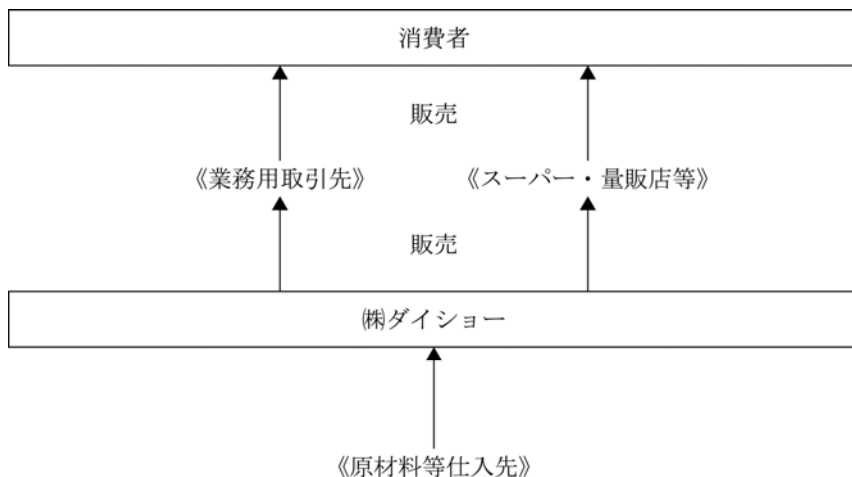 消費者
販売
《業務用取引先》 《スーパー・量販店等》
販売
㈱ダイショー
《原材料等仕入先》